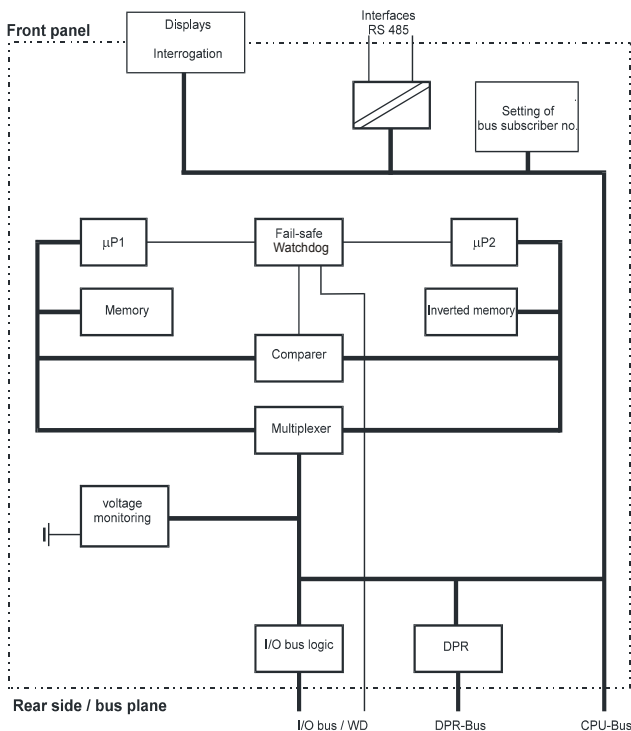 Displays
Interrogation
Interfaces
RS 485
Front panel
Setting of
bus subscriber no.
µP1
Fail-safe
Watchdog
µP2
Memory
Inverted memory
Comparer
Multiplexer
voltage
monitoring
I/O bus logic
DPR
Rear side / bus plane
I/O bus / WD
DPR-Bus
CPU-Bus